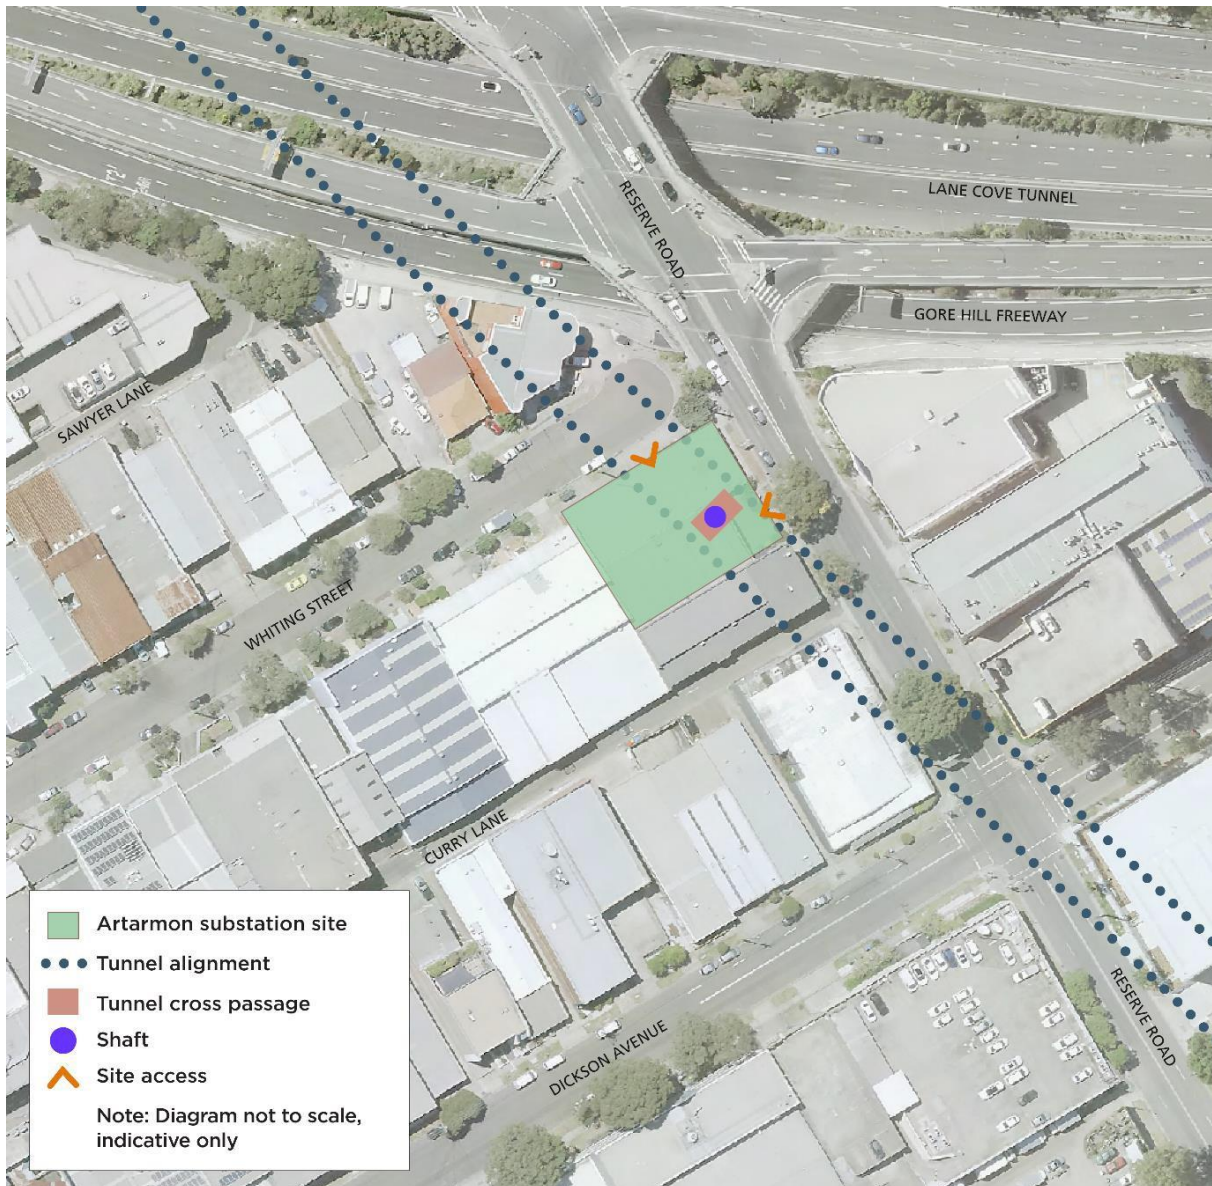 RESERVE ROAD
LANE COVE TUNNEL
GORE HILL FREEWAY
SAWYER LANE
WHITING STREET
CURRY LANE
DICKSON AVENUE
RESERVE ROAD
Artarmon substation site
Tunnel alignment
Tunnel cross passage
Shaft
Site access
Note: Diagram not to scale,
indicative only